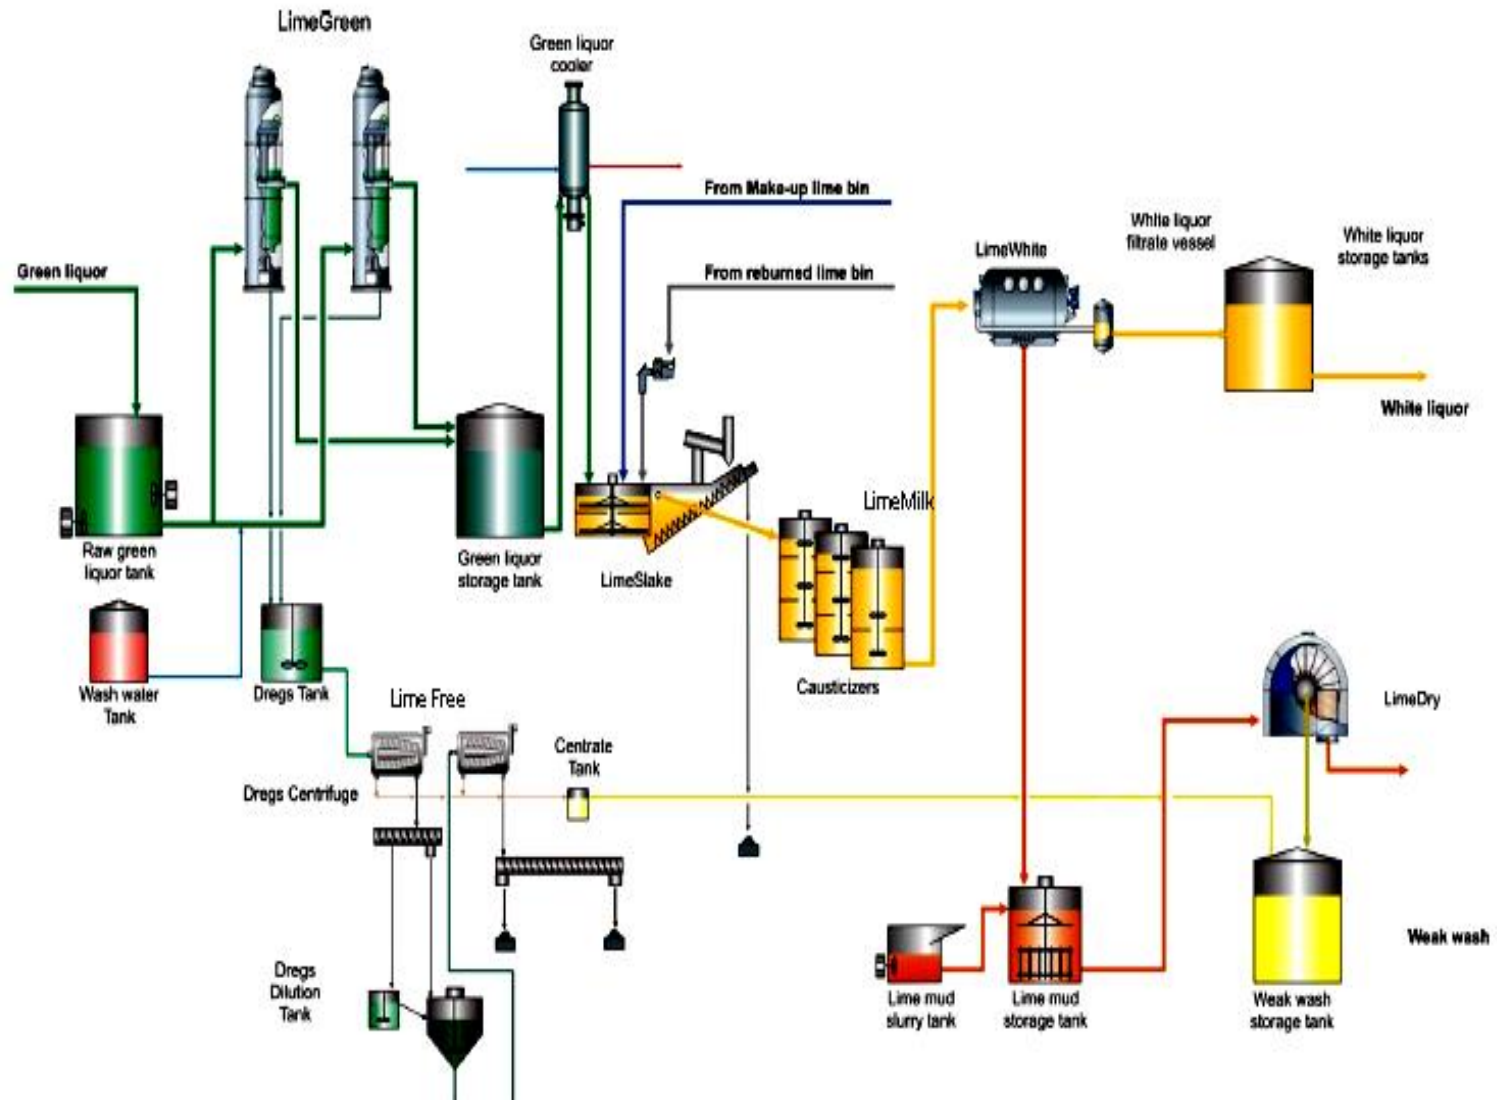 LimeGreen
Green liquor
cooler
From Make-up lime bin
White liquor
filtrate vessel
White liquor
storage tanks
LimeWhite
Green liquor
From reburned lime bin
White liquor
LimeMilk
Raw green
liquor tank
Green liquor
storage tank
LimeSlake
Causticizers
Wash water
Tank
Dregs Tank
Lime Free
LimeDry
Centrate
Tank
Dregs Centrifuge
Weak wash
Dregs
Dilution
Tank
Lime mud
slurry tank
Lime mud
storage tank
Weak wash
storage tank